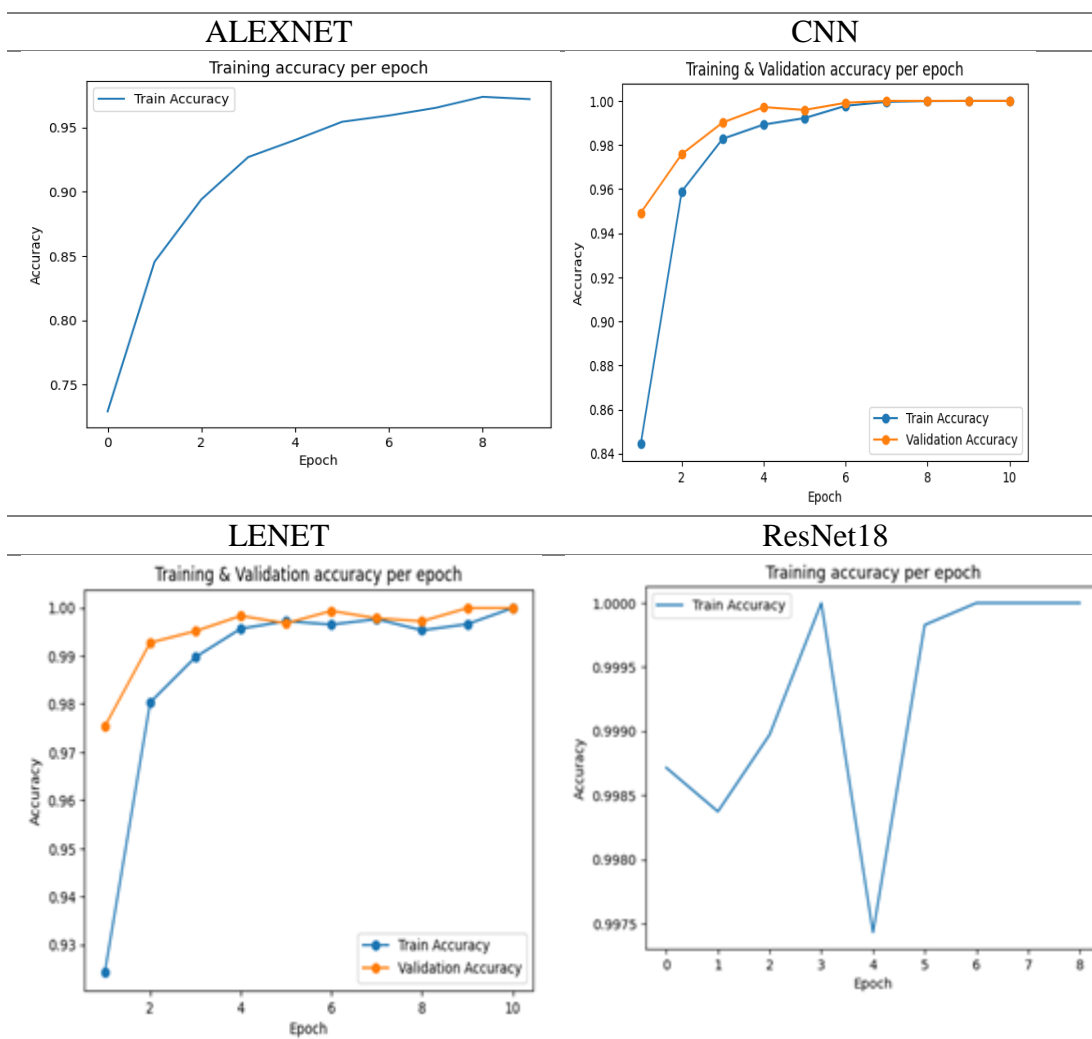 ALEXNET
Training accuracy per epoch
Train Accuracy
0.95
0.90
0.85
0.80
0.75
Accuracy
0 2 4 6 8
Epoch
CNN
Training & Validation accuracy per epoch
1.00
0.98
0.96
0.94
0.92
0.90
0.88
0.86
0.84
Accuracy
Train Accuracy
Validation Accuracy
2 4 6 8 10
Epoch
LENET
Training & Validation accuracy per epoch
1.00
0.99
0.98
0.97
0.96
0.95
0.94
0.93
Accuracy
Train Accuracy
Validation Accuracy
2 4 6 8 10
Epoch
ResNet18
Training accuracy per epoch
Train Accuracy
1.0000
0.9995
0.9990
0.9985
0.9980
0.9975
Accuracy
0 1 2 3 4 5 6 7 8
Epoch